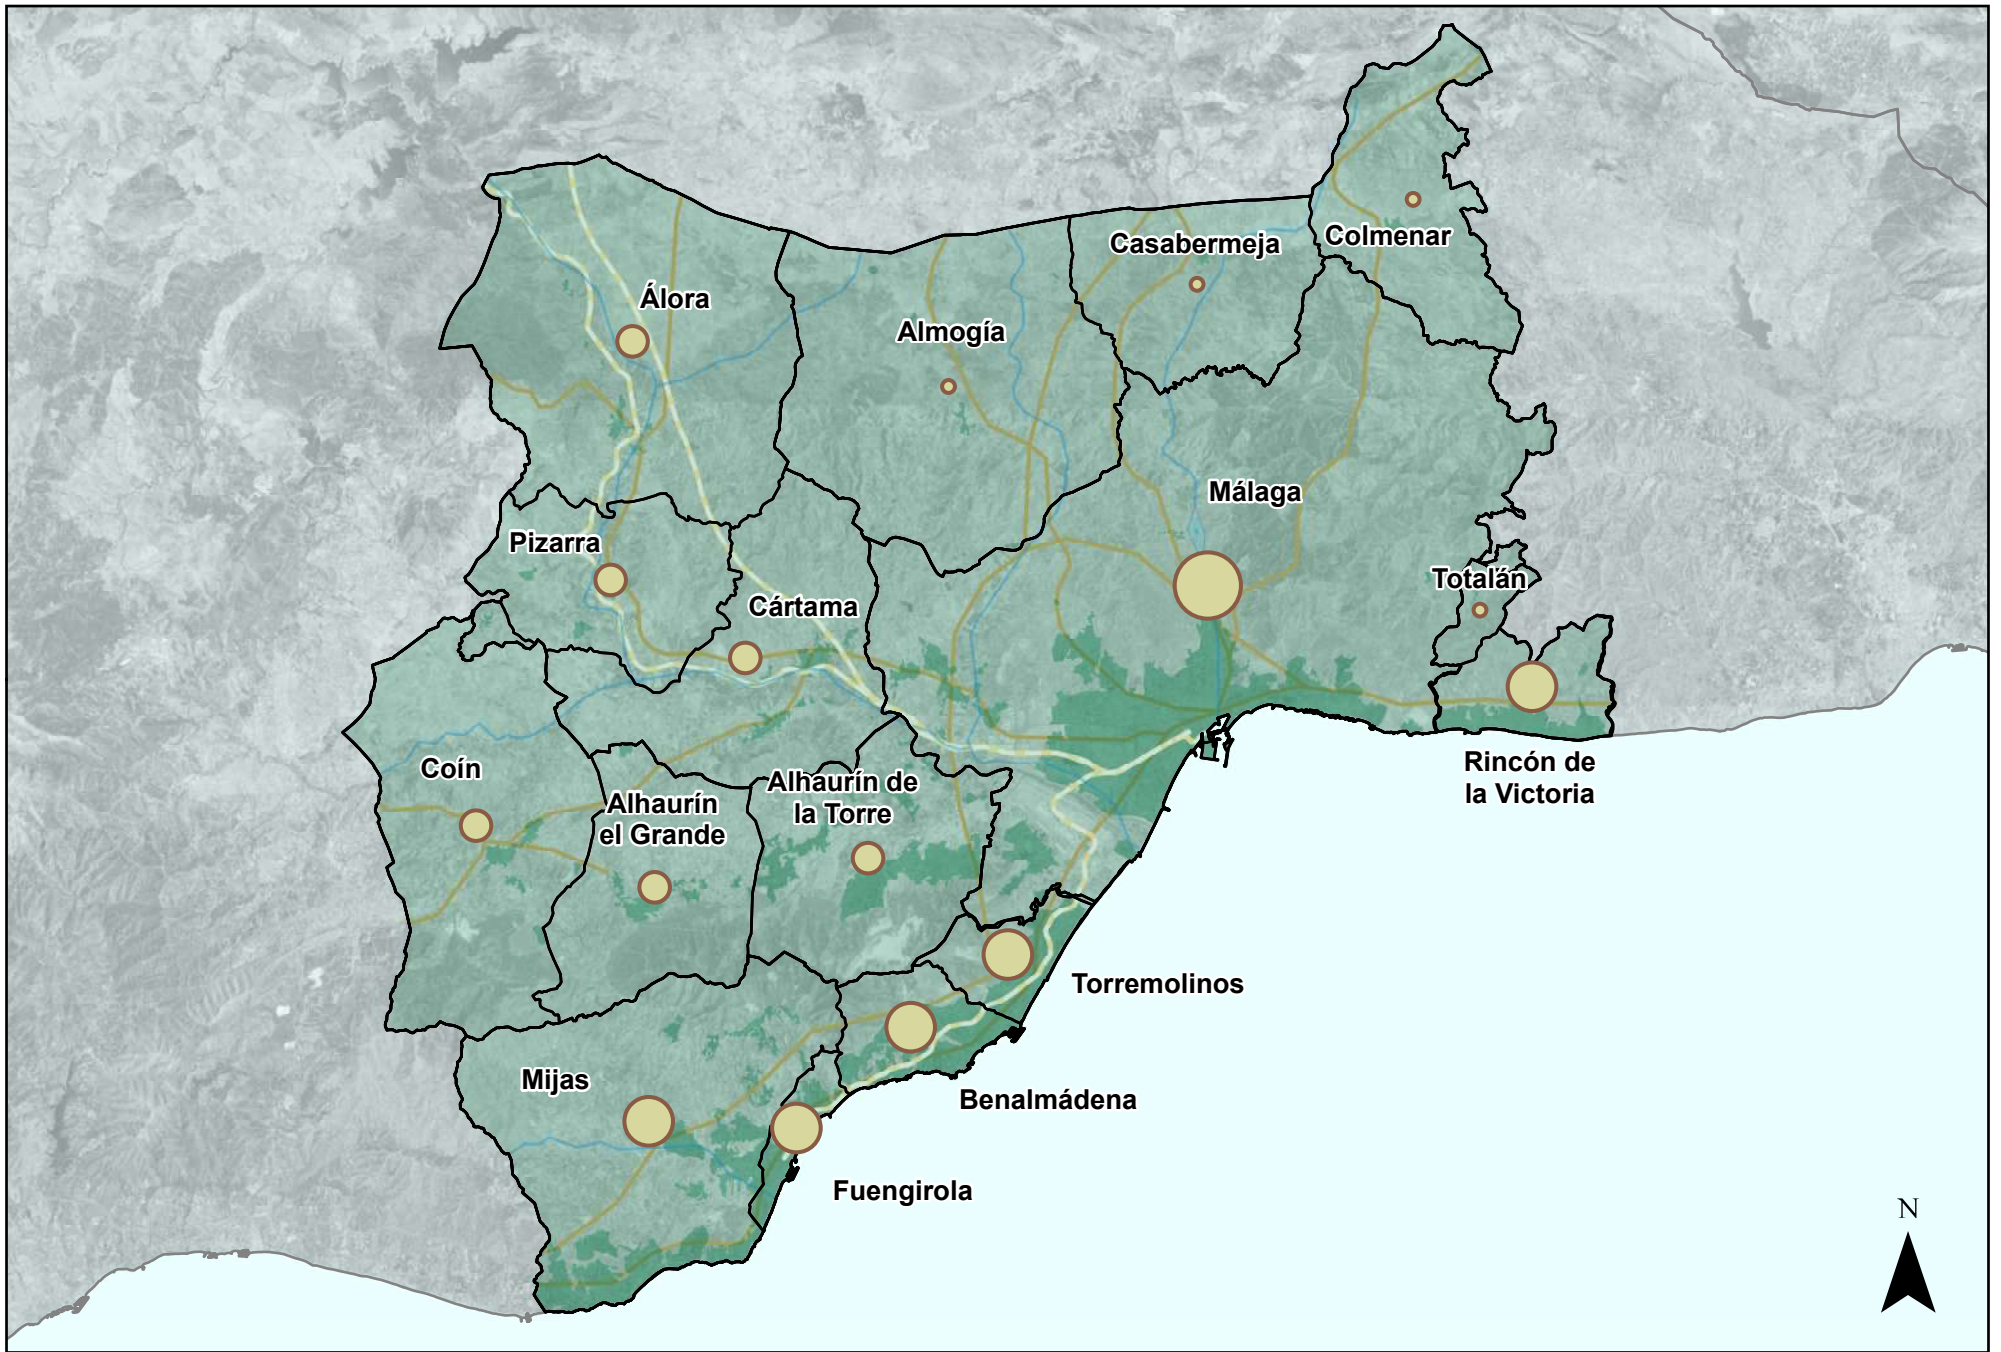 Colmenar
Casabermeja
Álora
Almogía
Málaga
Pizarra
Totalán
Cártama
Rincón de
la Victoria
Coín
Alhaurín de
la Torre
Alhaurín
el Grande
Torremolinos
Mijas
Benalmádena
Fuengirola
N